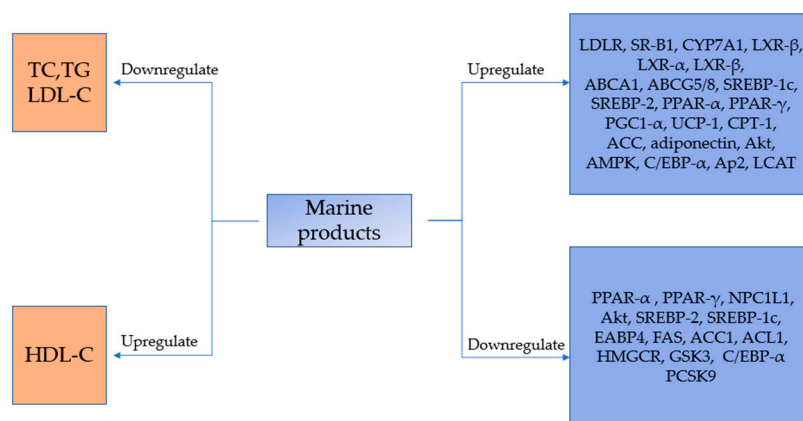 TC,TG
LDL-C
Downregulate
HDL-C
Upregulate
Marine
products
Upregulate
LDLR, SR-B1, CYP7A1, LXR-β,
LXR-α, LXR-β,
ABCA1, ABCG5/8, SREBP-1c,
SREBP-2, PPAR-α, PPAR-γ,
PGC1-α, UCP-1, CPT-1,
ACC, adiponectin, Akt,
AMPK, C/EBP-α, Ap2, LCAT
Downregulate
PPAR-α , PPAR-γ, NPC1L1,
Akt, SREBP-2, SREBP-1c,
EABP4, FAS, ACC1, ACL1,
HMGCR, GSK3, C/EBP-α
PCSK9